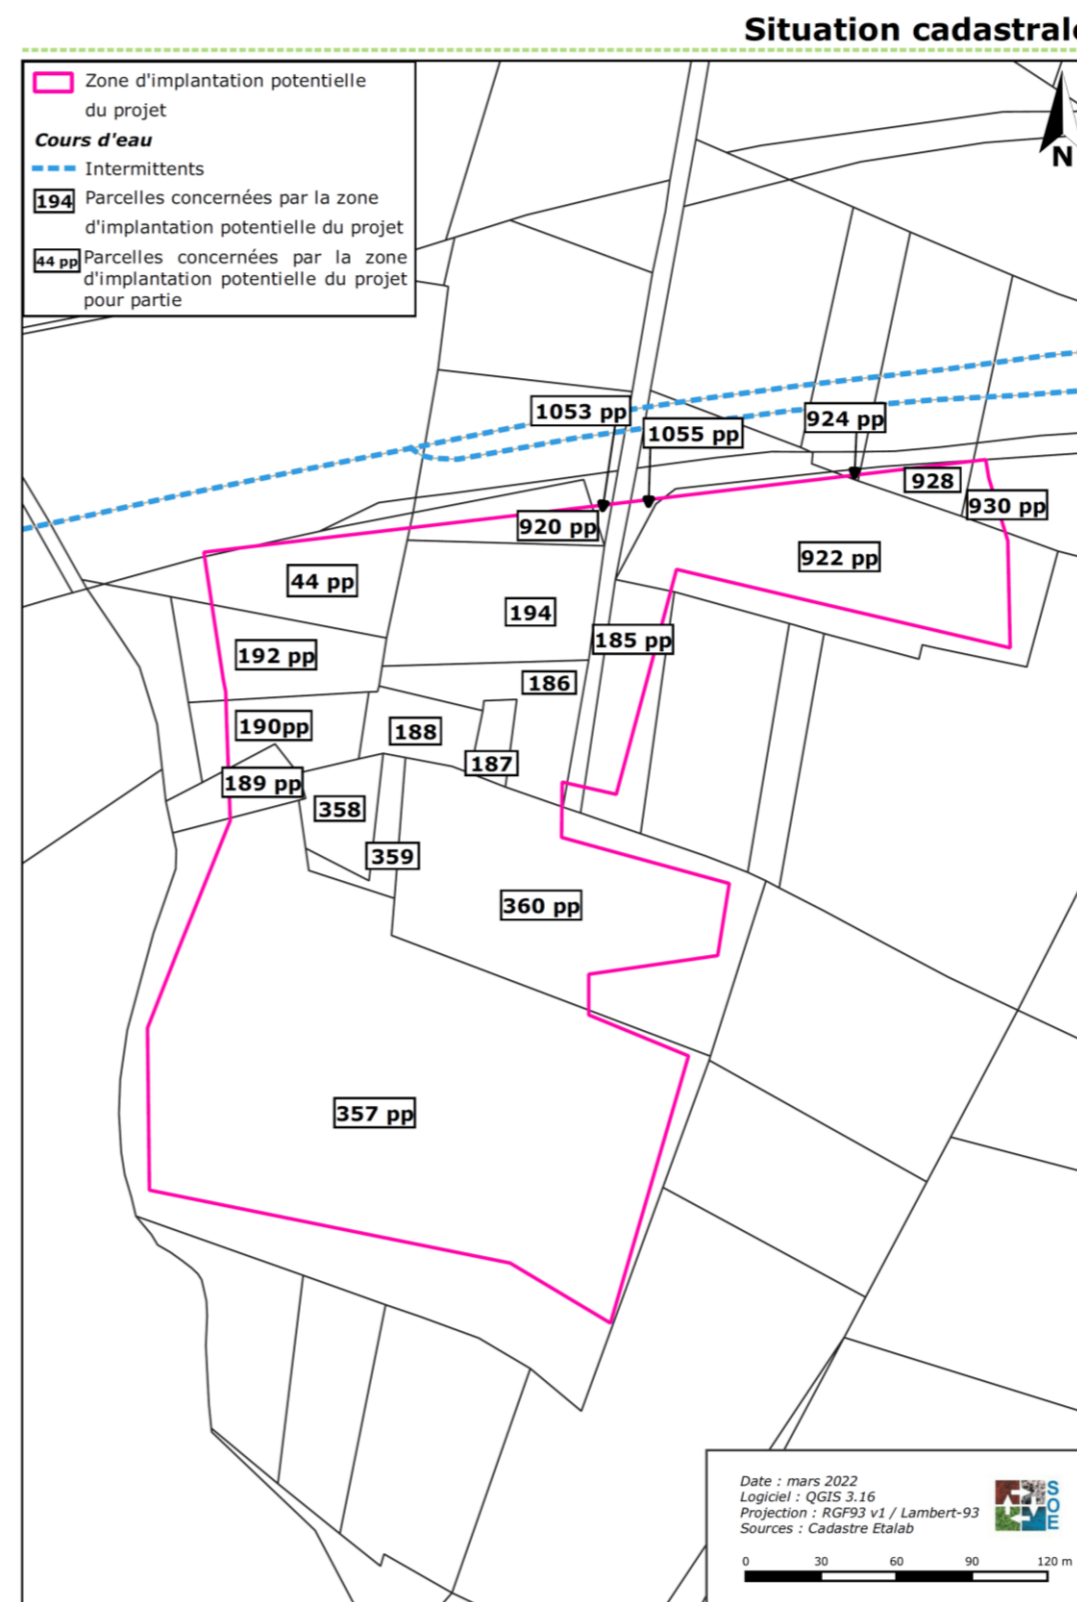 Situation cadastrale
Zone d'implantation potentielle
du projet
Cours d'eau
Intermittents
194
Parcelles concernées par la zone
d'implantation potentielle du projet
44 pp
Parcelles concernées par la zone
d'implantation potentielle du projet
pour partie
N
1053 pp
1055 pp
924 pp
928
930 pp
920 pp
922 pp
44 pp
194
185 pp
192 pp
186
190pp
188
187
189 pp
358
359
360 pp
357 pp
Date : mars 2022
Logiciel : QGIS 3.16
Projection : RGF93 v1 / Lambert-93
Sources : Cadastre Etalab
SOE
0 30 60 90 120 m